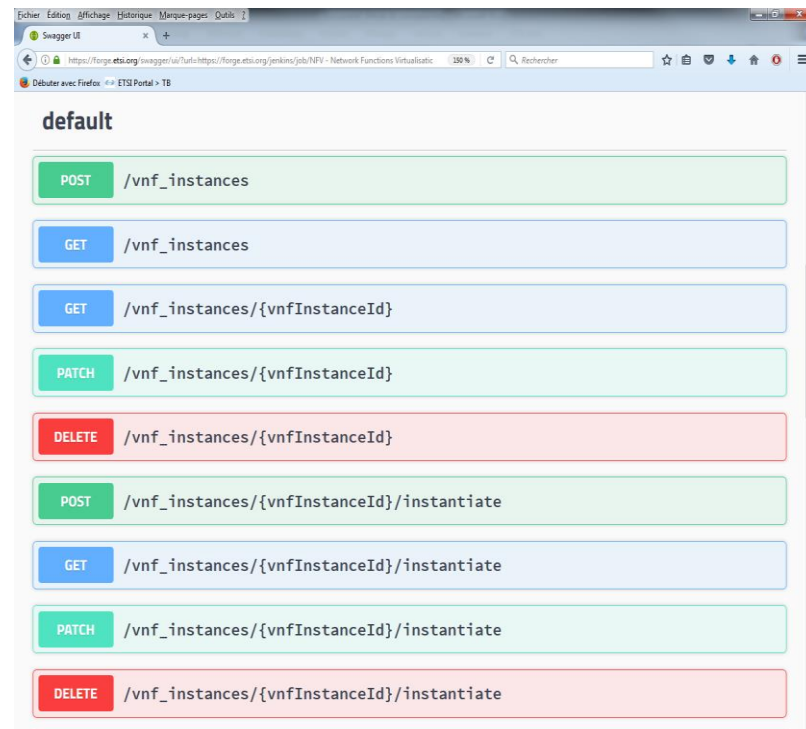 Fichier Édition Affichage Historique Marque-pages Outils ?
Swagger UI × +
https://forge.etsi.org/swagger/ui/?url=https://forge.etsi.org/jenkins/job/NFV - Network Functions Virtualisatic 150 % Rechercher
Débuter avec Firefox ETSI Portal > TB
default
POST /vnf_instances
GET /vnf_instances
GET /vnf_instances/{vnfInstanceId}
PATCH /vnf_instances/{vnfInstanceId}
DELETE /vnf_instances/{vnfInstanceId}
POST /vnf_instances/{vnfInstanceId}/instantiate
GET /vnf_instances/{vnfInstanceId}/instantiate
PATCH /vnf_instances/{vnfInstanceId}/instantiate
DELETE /vnf_instances/{vnfInstanceId}/instantiate